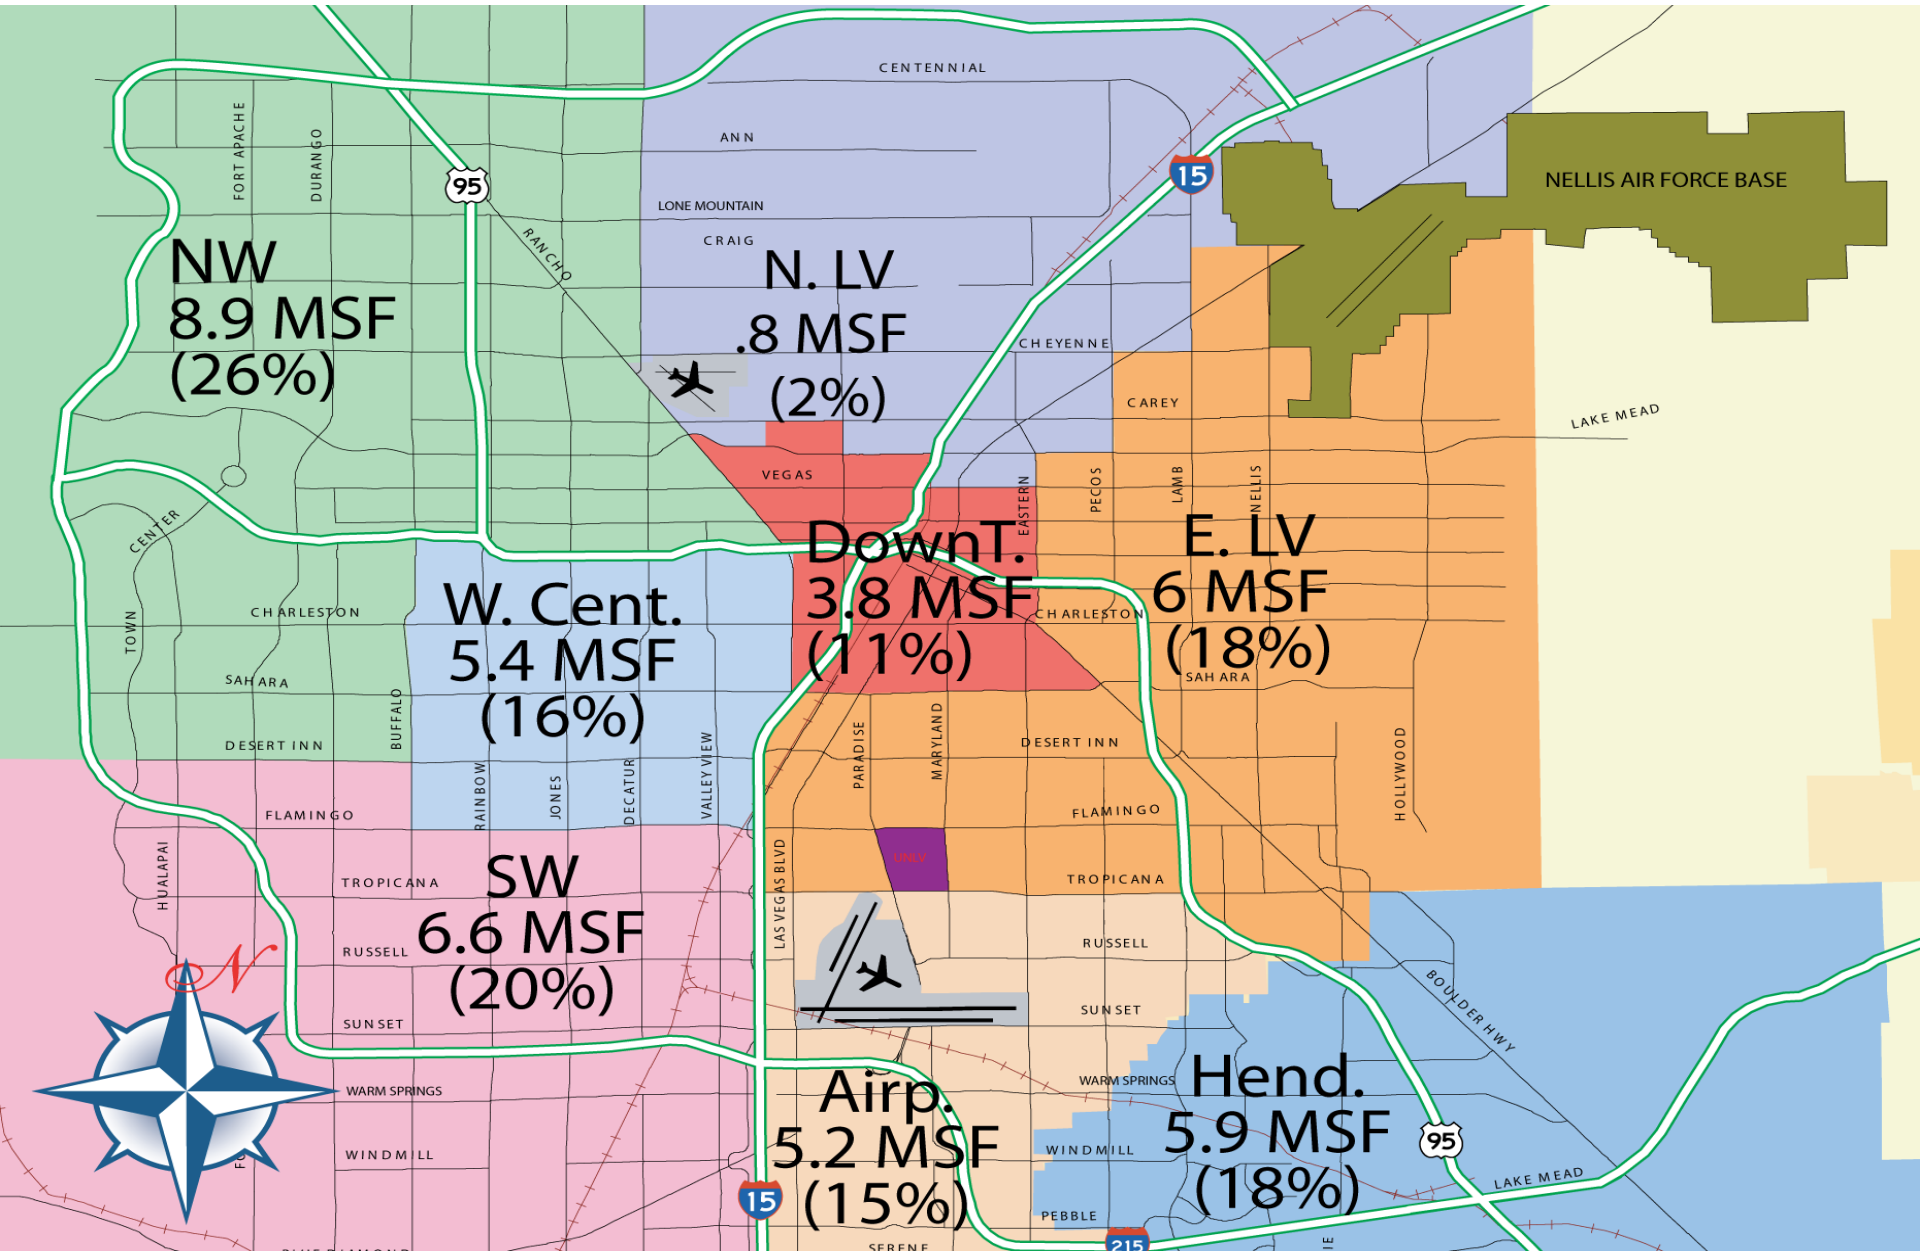 CENTENNIAL
ANN
FORT APACHE
DURANGO
95
15
NELLIS AIR FORCE BASE
LONE MOUNTAIN
CRAIG
RANCHO
NW
8.9 MSF
(26%)
N. LV
.8 MSF
(2%)
CHEYENNE
CAREY
LAKE MEAD
VEGAS
EASTERN
PECOS
LAMB
NELLIS
CENTER
TOWN
DownT.
3.8 MSF
(11%)
E. LV
6 MSF
(18%)
W. Cent.
5.4 MSF
(16%)
CHARLESTON
CHARLESTON
SAHARA
SAHARA
BUFFALO
DESERT INN
DESERT INN
RAINBOW
JONES
DECATUR
VALLEY VIEW
PARADISE
MARYLAND
HOLLYWOOD
FLAMINGO
FLAMINGO
UNLV
HUALAPAI
LAS VEGAS BLVD
SW
6.6 MSF
(20%)
TROPICANA
TROPICANA
RUSSELL
RUSSELL
N
SUNSET
SUNSET
BOULDER HWY
WARM SPRINGS
WARM SPRINGS
Airp.
5.2 MSF
(15%)
Hend.
5.9 MSF
(18%)
WINDMILL
WINDMILL
95
LAKE MEAD
15
PEBBLE
215
SERENE